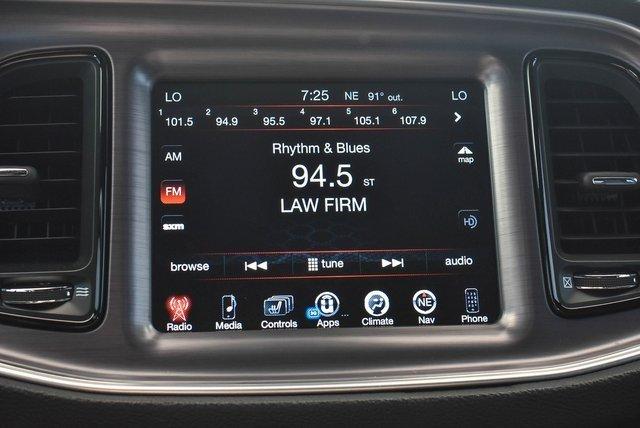 LO 7:25 NE 91° out. LO
1 101.5 2 94.9 3 95.5 4 97.1 5 105.1 6 107.9
AM Rhythm & Blues map
FM 94.5 ST
LAW FIRM
sxm HD
browse tune audio
Radio Media Controls Apps Climate NE Nav Phone